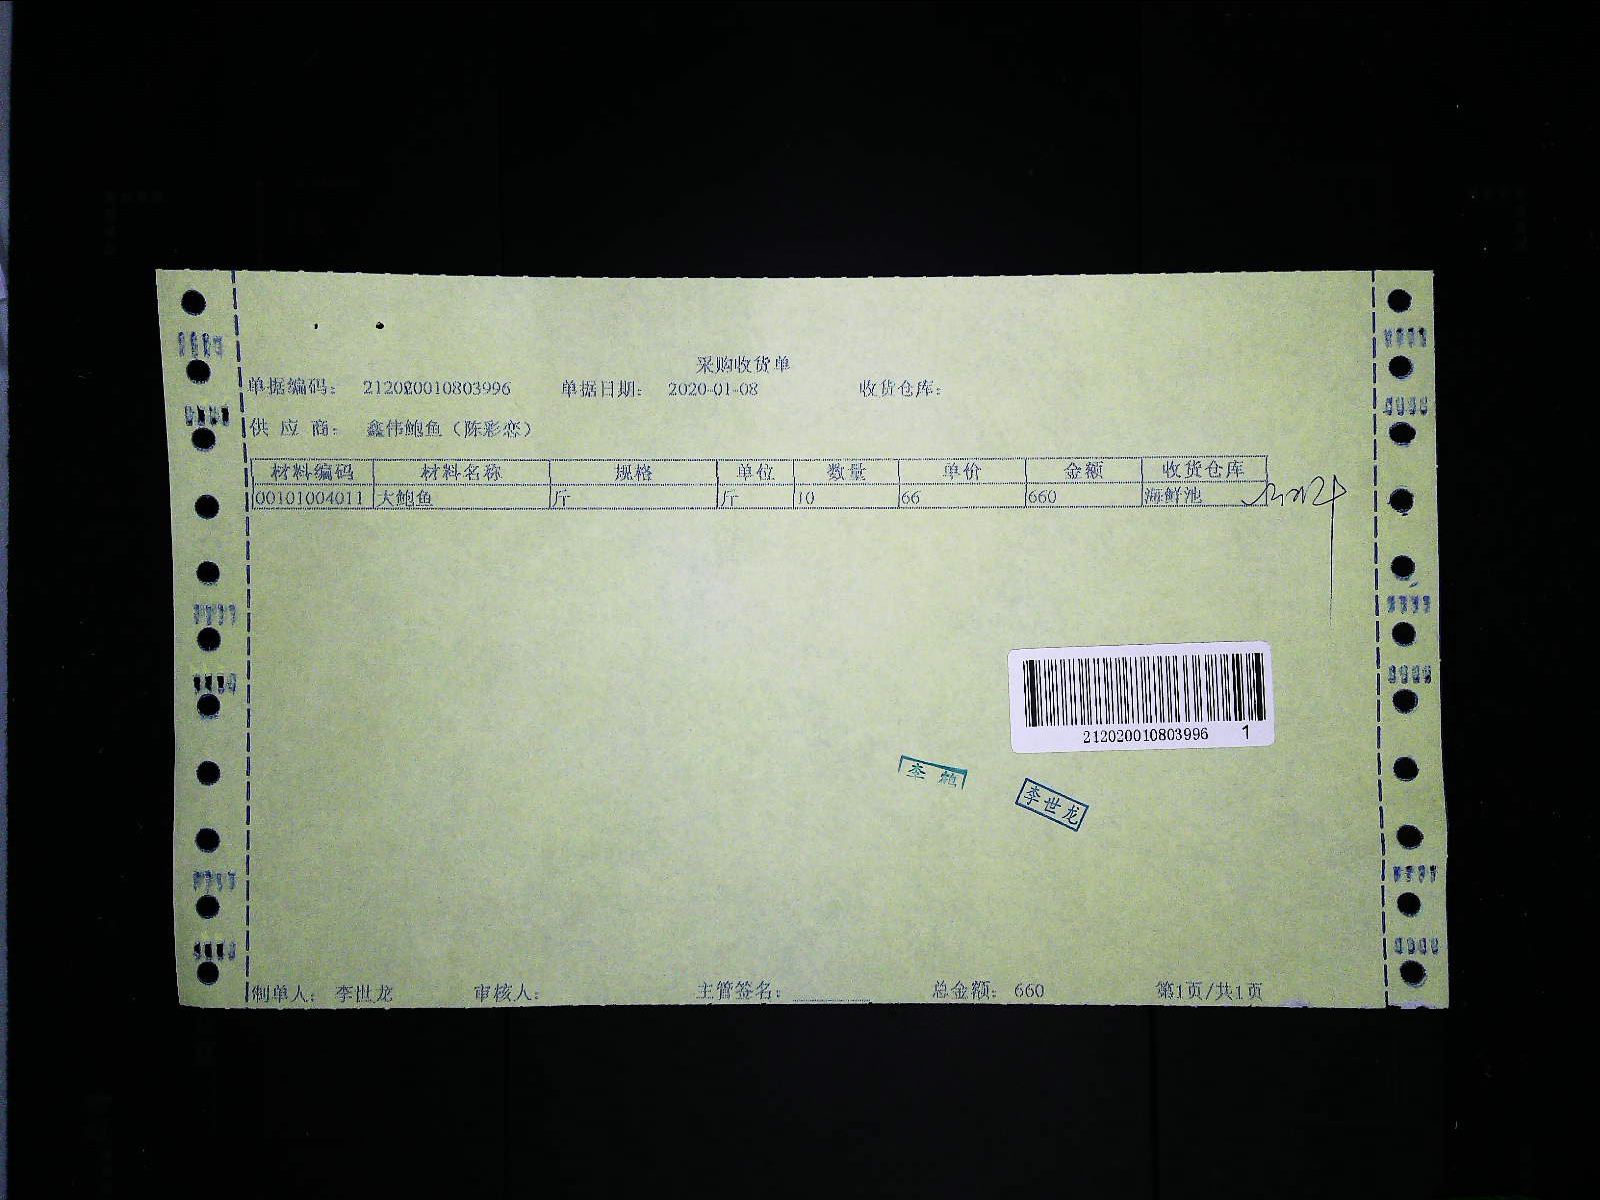 采购收货单
单据编码： 212020010803996 单据日期： 2020-01-08 收货仓库：
供 应 商： 鑫伟鲍鱼（陈彩恋）
材料编码 材料名称 规格 单位 数量 单价 金额 收货仓库
00101004011 大鲍鱼 斤 斤 10 66 660 海鲜池
212020010803996 1
李
李世龙
制单人： 李世龙 审核人： 主管签名： 总金额： 660 第1页/共1页